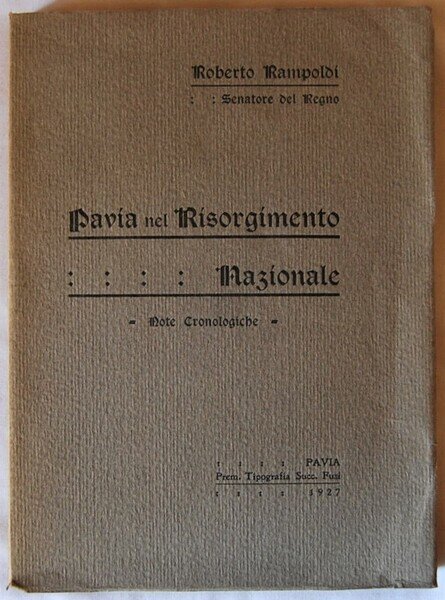 Roberto Rampoldi
: : Senatore del Regno
Pavia nel Risorgimento
: : : : Nazionale
= Note Cronologiche =
: : : : PAVIA
Prem. Tipografia Succ. Fusi
: : : : 1927